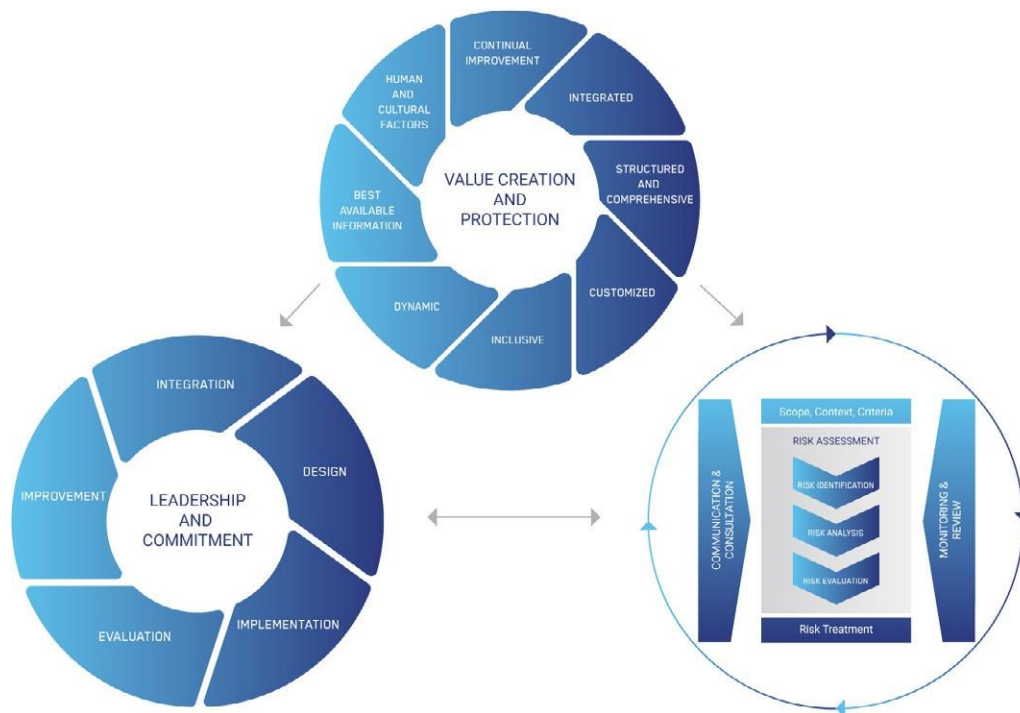 CONTINUAL
IMPROVEMENT
INTEGRATED
STRUCTURED AND
COMPREHENSIVE
CUSTOMIZED
INCLUSIVE
DYNAMIC
BEST
AVAILABLE
INFORMATION
HUMAN
AND
CULTURAL
FACTORS
VALUE CREATION
AND
PROTECTION
INTEGRATION
DESIGN
IMPLEMENTATION
EVALUATION
IMPROVEMENT
LEADERSHIP
AND
COMMITMENT
COMMUNICATION &
CONSULTATION
Scope, Context, Criteria
RISK ASSESSMENT
RISK IDENTIFICATION
RISK ANALYSIS
RISK EVALUATION
Risk Treatment
MONITORING &
REVIEW